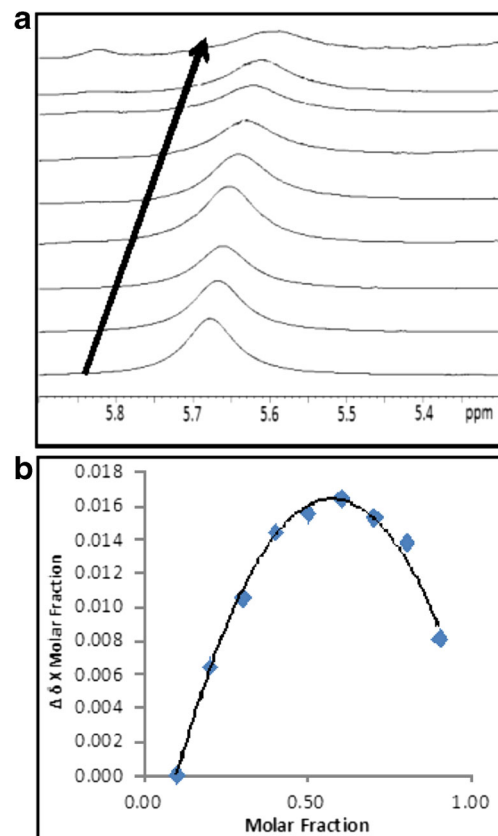 a
5.8 5.7 5.6 5.5 5.4 ppm
b
0.018
0.016
0.014
0.012
0.010
0.008
0.006
0.004
0.002
0.000
Δ δ X Molar Fraction
0.00 0.50 1.00
Molar Fraction